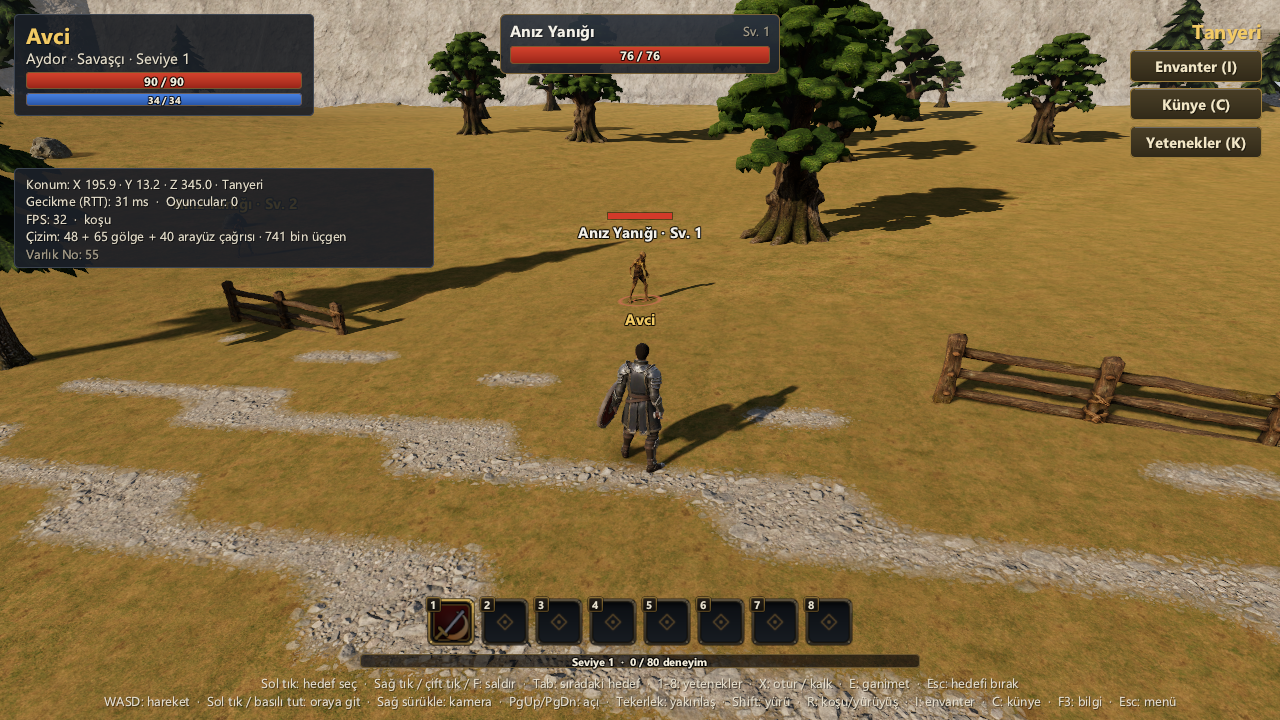 Avci
Aydor · Savaşçı · Seviye 1
90 / 90
34 / 34
Anız Yanığı
Sv. 1
76 / 76
Tanyeri
Envanter (I)
Künye (C)
Yetenekler (K)
Konum: X 195.9 · Y 13.2 · Z 345.0 · Tanyeri
Gecikme (RTT): 31 ms · Oyuncular: 0
FPS: 32 · koşu
Çizim: 48 + 65 gölge + 40 arayüz çağrısı · 741 bin üçgen
Varlık No: 55
Sv. 2
Anız Yanığı · Sv. 1
Avci
1 2 3 4 5 6 7 8
Seviye 1 · 0 / 80 deneyim
Sol tık: hedef seç · Sağ tık / çift tık / F: saldır · Tab: sıradaki hedef · 1-8: yetenekler · X: otur / kalk · E: ganimet · Esc: hedefi bırak
WASD: hareket · Sol tık / basılı tut: oraya git · Sağ sürükle: kamera · PgUp/PgDn: açı · Tekerlek: yakınlaş · Shift: yürü · R: koşu/yürüyüş · I: envanter · C: künye · F3: bilgi · Esc: menü